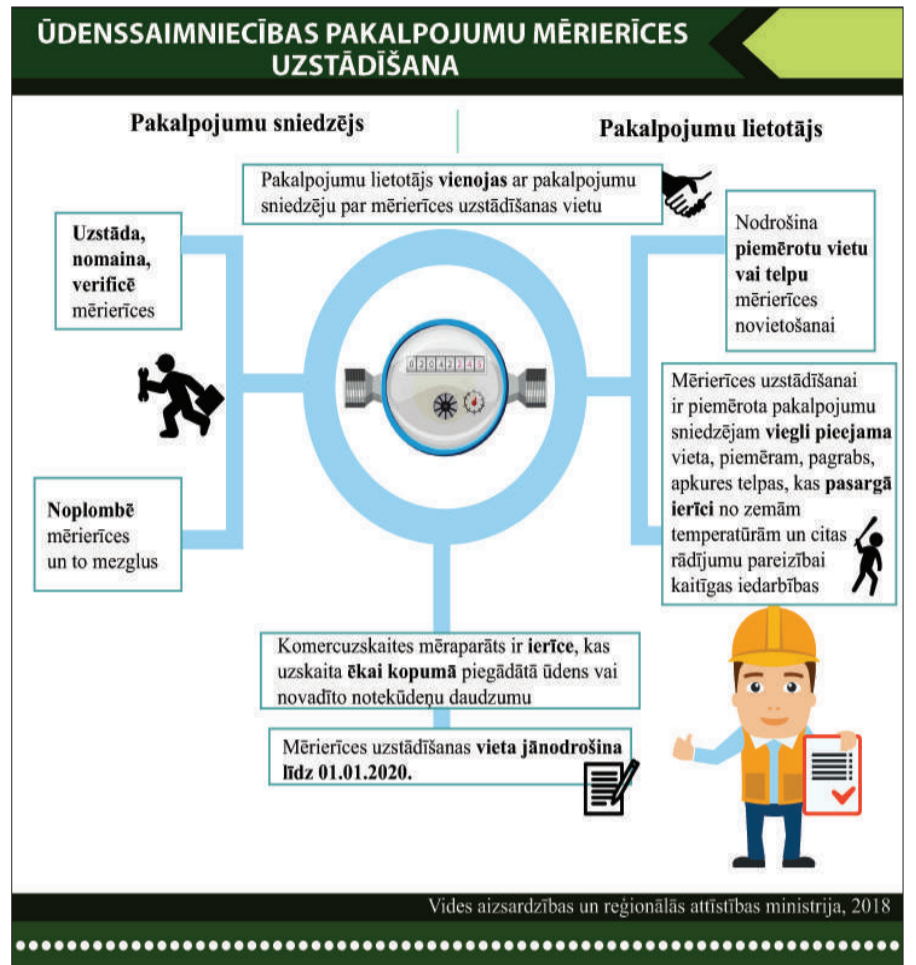 ŪDENSSAIMNIECĪBAS PAKALPOJUMU MĒRIERĪCES
UZSTĀDĪŠANA
Pakalpojumu sniedzējs
Pakalpojumu lietotājs
Pakalpojumu lietotājs vienojas ar pakalpojumu
sniedzēju par mērierīces uzstādīšanas vietu
Uzstāda,
nomaina,
verificē
mērierīces
Nodrošina
piemērotu vietu
vai telpu
mērierīces
novietošanai
02042245
Mērierīces uzstādīšanai
ir piemērota pakalpojumu
sniedzējam viegli pieejama
vieta, piemēram, pagrabs,
apkures telpas, kas pasargā
ierīci no zemām
temperatūrām un citas
rādījumu pareizībai
kaitīgas iedarbības
Noplombē
mērierīces
un to mezglus
Komercuzskaites mēraparāts ir ierīce, kas
uzskaita ēkai kopumā piegādātā ūdens vai
novadīto notekūdeņu daudzumu
Mērierīces uzstādīšanas vieta jānodrošina
līdz 01.01.2020.
Vides aizsardzības un reģionālās attīstības ministrija, 2018